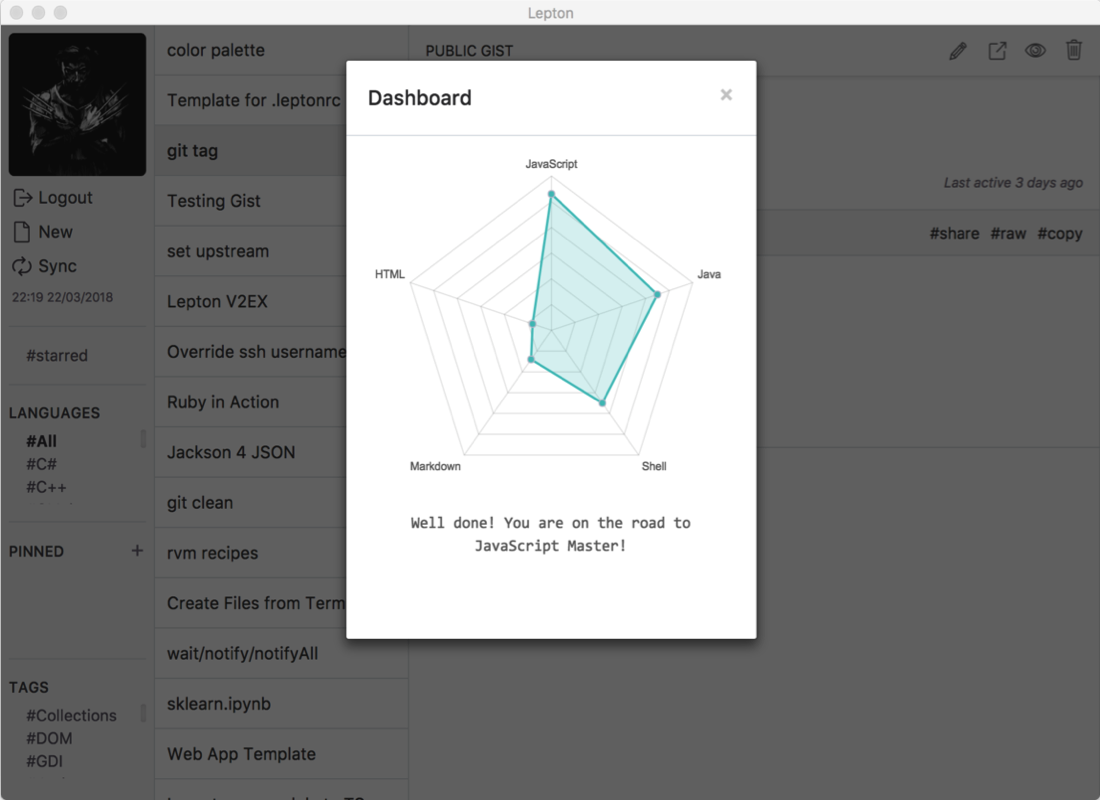 Lepton
Logout
New
Sync
22:19 22/03/2018
#starred
LANGUAGES
#All
#C#
#C++
PINNED +
TAGS
#Collections
#DOM
#GDI
color palette
Template for .leptonrc
git tag
Testing Gist
set upstream
Lepton V2EX
Override ssh username
Ruby in Action
Jackson 4 JSON
git clean
rvm recipes
Create Files from Term
wait/notify/notifyAll
sklearn.ipynb
Web App Template
PUBLIC GIST
Last active 3 days ago
#share #raw #copy
Dashboard ×
JavaScript
HTML
Java
Markdown
Shell
Well done! You are on the road to
JavaScript Master!